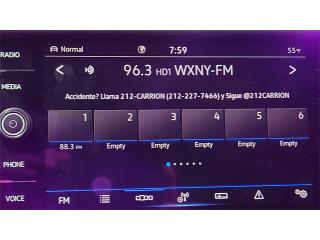 RADIO
Normal
7:59
55°F
96.3 HD1 WXNY-FM
MEDIA
Accidente? Llama 212-CARRION (212-227-7466) y Sigue @212CARRION
1 2 3 4 5 6
88.3 FM Empty Empty Empty Empty Empty
PHONE
VOICE
FM